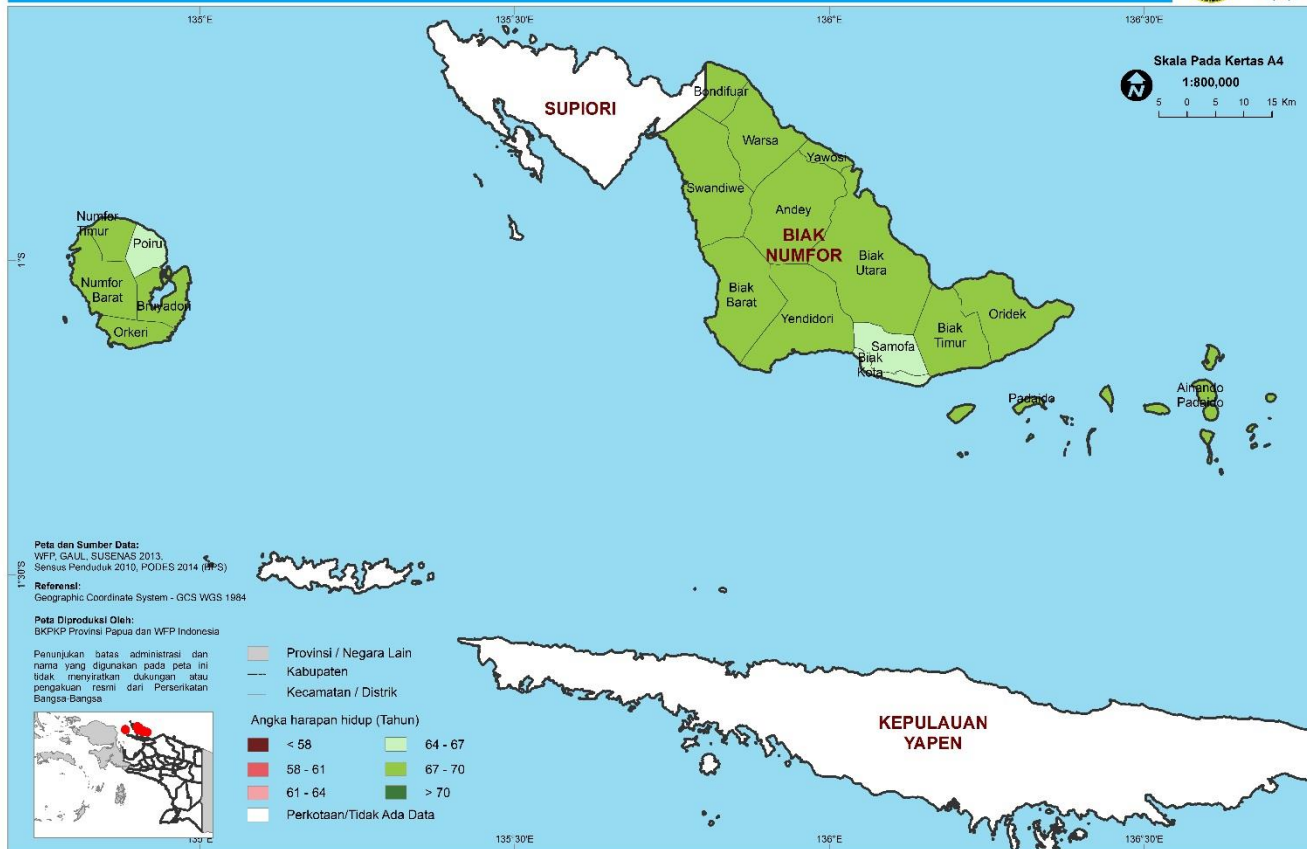 135°E
135°30'E
136°E
136°30'E
Skala Pada Kertas A4
1:800,000
N
5 0 5 10 15 Km
SUPIORI
Bondifuar
Warsa
Yawosi
Swandiwe
Andey
BIAK
NUMFOR
Biak
Utara
Numfor
Timur
Poiru
1°S
Numfor
Barat
Bruyadori
Orkeri
Biak
Barat
Yendidori
Samofa
Biak
Kota
Biak
Timur
Oridek
Padaido
Ainando
Padaido
Peta dan Sumber Data:
WFP, GAUL, SUSENAS 2013,
Sensus Penduduk 2010, PODES 2014 (BPS)
1°30'S
Referensi:
Geographic Coordinate System - GCS WGS 1984
Peta Diproduksi Oleh:
BKPKP Provinsi Papua dan WFP Indonesia
Penunjukan batas administrasi dan
nama yang digunakan pada peta ini
tidak menyiratkan dukungan atau
pengakuan resmi dari Perserikatan
Bangsa-Bangsa
Provinsi / Negara Lain
Kabupaten
Kecamatan / Distrik
Angka harapan hidup (Tahun)
< 58
64 - 67
58 - 61
67 - 70
61 - 64
> 70
Perkotaan/Tidak Ada Data
KEPULAUAN
YAPEN
135°E
135°30'E
136°E
136°30'E